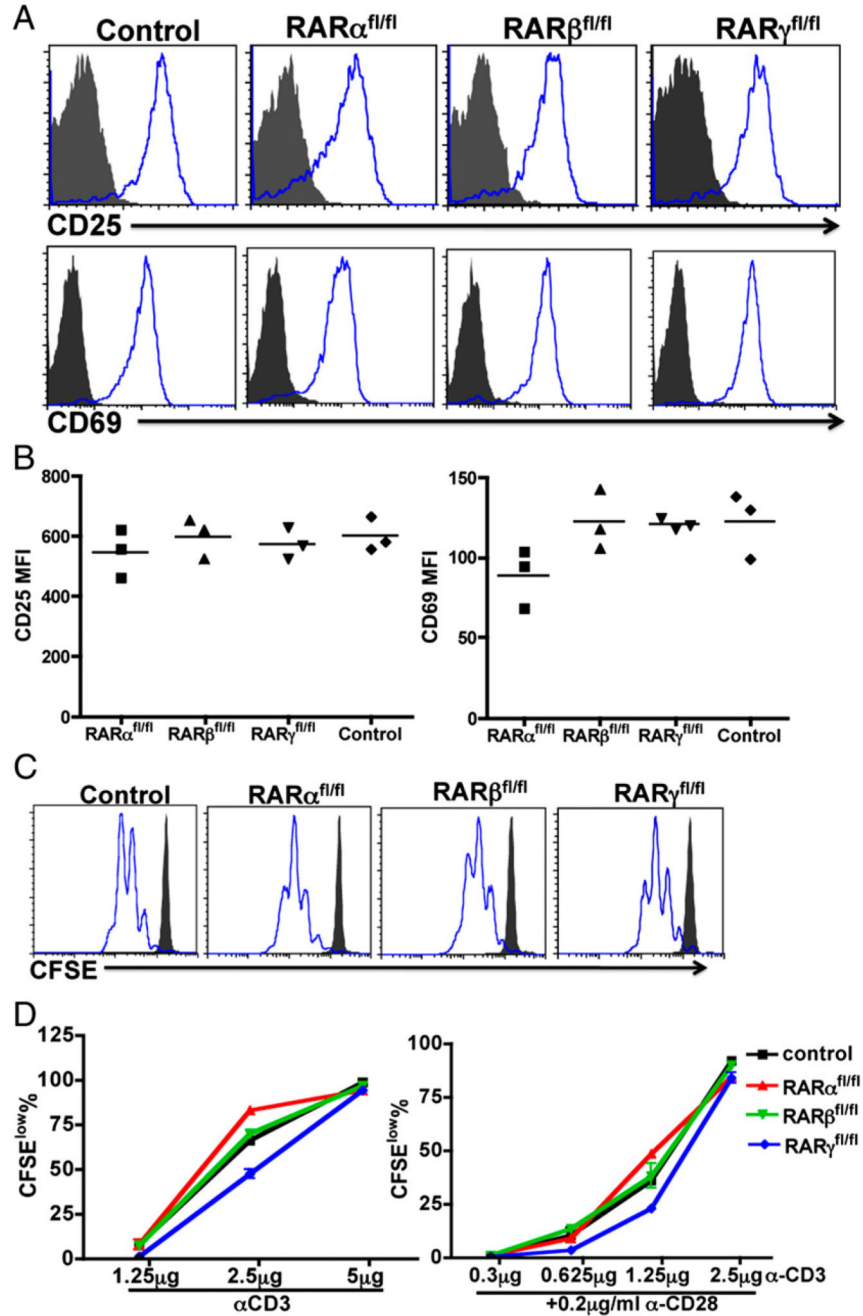 A
Control RARα^fl/fl RARβ^fl/fl RARγ^fl/fl
CD25
CD69
B
800
600
400
200
0
CD25 MFI
RARα^fl/fl RARβ^fl/fl RARγ^fl/fl Control
150
100
50
0
CD69 MFI
RARα^fl/fl RARβ^fl/fl RARγ^fl/fl Control
C
Control RARα^fl/fl RARβ^fl/fl RARγ^fl/fl
CFSE
D
125
100
75
50
25
0
CFSE^low%
1.25µg 2.5µg 5µg
αCD3
100
75
50
25
0
CFSE^low%
0.3µg 0.625µg 1.25µg 2.5µg α-CD3
+0.2µg/ml α-CD28
control
RARα^fl/fl
RARβ^fl/fl
RARγ^fl/fl